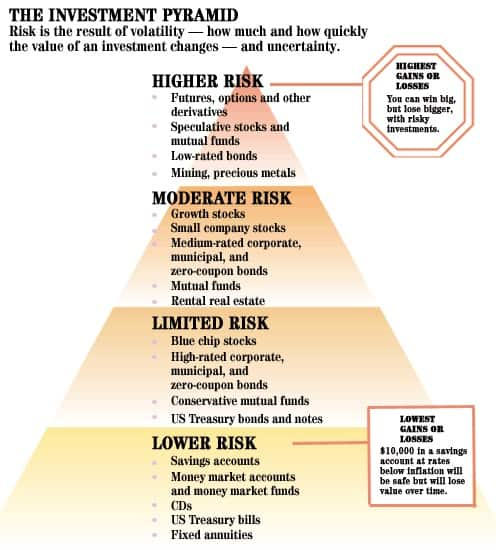 THE INVESTMENT PYRAMID
Risk is the result of volatility — how much and how quickly
the value of an investment changes — and uncertainty.
HIGHER RISK
Futures, options and other
derivatives
Speculative stocks and
mutual funds
Low-rated bonds
Mining, precious metals
HIGHEST
GAINS OR
LOSSES
You can win big,
but lose bigger,
with risky
investments.
MODERATE RISK
Growth stocks
Small company stocks
Medium-rated corporate,
municipal, and
zero-coupon bonds
Mutual funds
Rental real estate
LIMITED RISK
Blue chip stocks
High-rated corporate,
municipal, and
zero-coupon bonds
Conservative mutual funds
US Treasury bonds and notes
LOWER RISK
Savings accounts
Money market accounts
and money market funds
CDs
US Treasury bills
Fixed annuities
LOWEST
GAINS OR
LOSSES
$10,000 in a savings
account at rates
below inflation will
be safe but will lose
value over time.